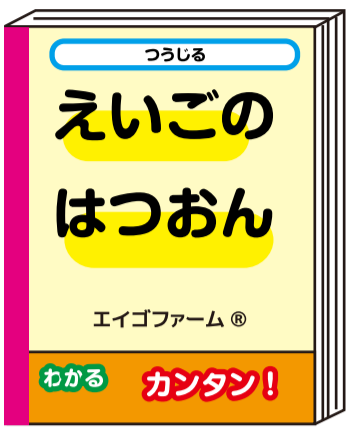 つうじる
えいごの
はつおん
エイゴファーム ®
わかる カンタン！